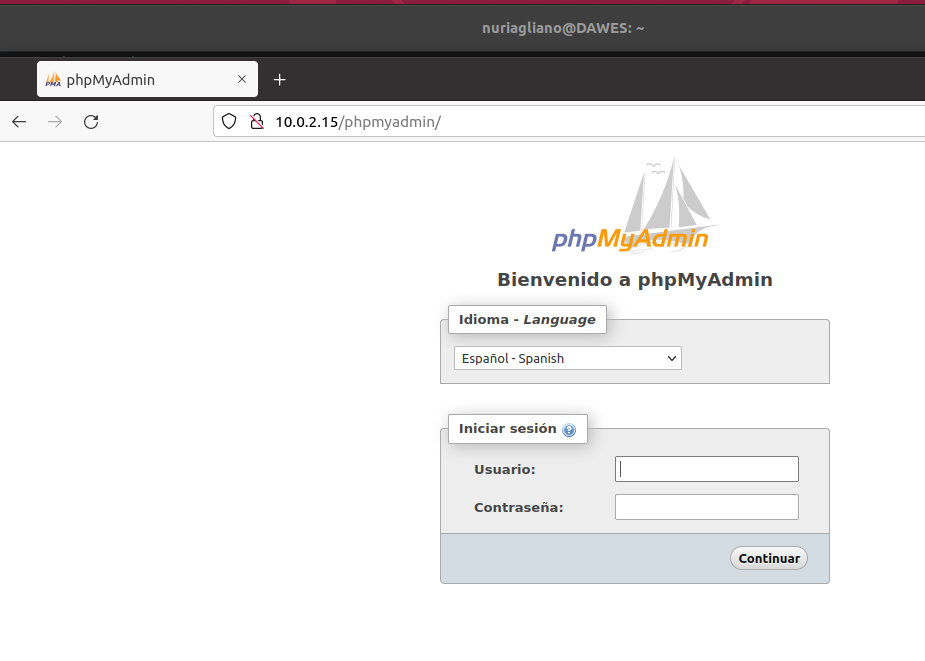 nuriagliano@DAWES: ~
PMA phpMyAdmin
10.0.2.15/phpmyadmin/
phpMyAdmin
Bienvenido a phpMyAdmin
Idioma - Language
Español - Spanish
Iniciar sesión
Usuario:
Contraseña:
Continuar